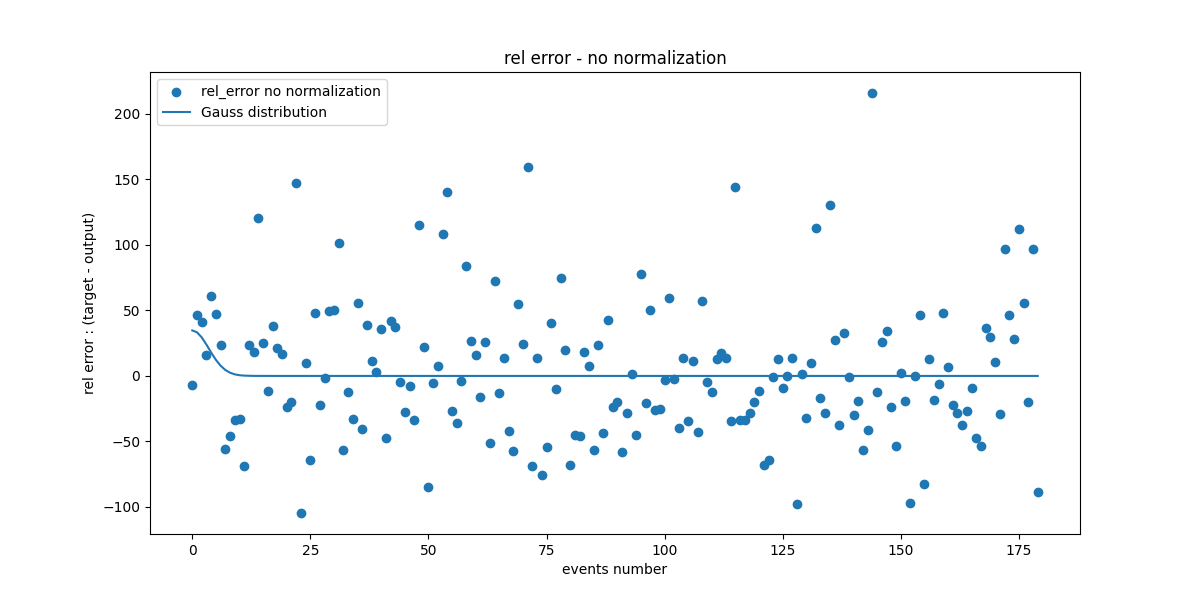 rel error - no normalization
rel_error no normalization
Gauss distribution
rel error : (target - output)
200
150
100
50
0
−50
−100
0 25 50 75 100 125 150 175
events number